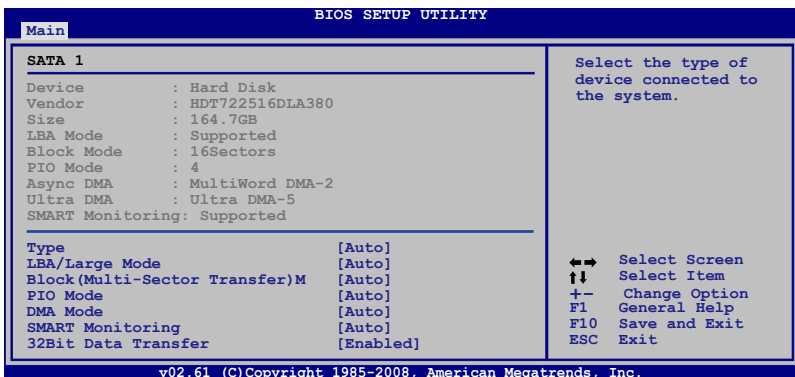 BIOS SETUP UTILITY
Main
SATA 1
Device : Hard Disk
Vendor : HDT722516DLA380
Size : 164.7GB
LBA Mode : Supported
Block Mode : 16Sectors
PIO Mode : 4
Async DMA : MultiWord DMA-2
Ultra DMA : Ultra DMA-5
SMART Monitoring: Supported
Type [Auto]
LBA/Large Mode [Auto]
Block(Multi-Sector Transfer)M [Auto]
PIO Mode [Auto]
DMA Mode [Auto]
SMART Monitoring [Auto]
32Bit Data Transfer [Enabled]
Select the type of
device connected to
the system.
←→ Select Screen
↑↓ Select Item
+- Change Option
F1 General Help
F10 Save and Exit
ESC Exit
v02.61 (C)Copyright 1985-2008, American Megatrends, Inc.